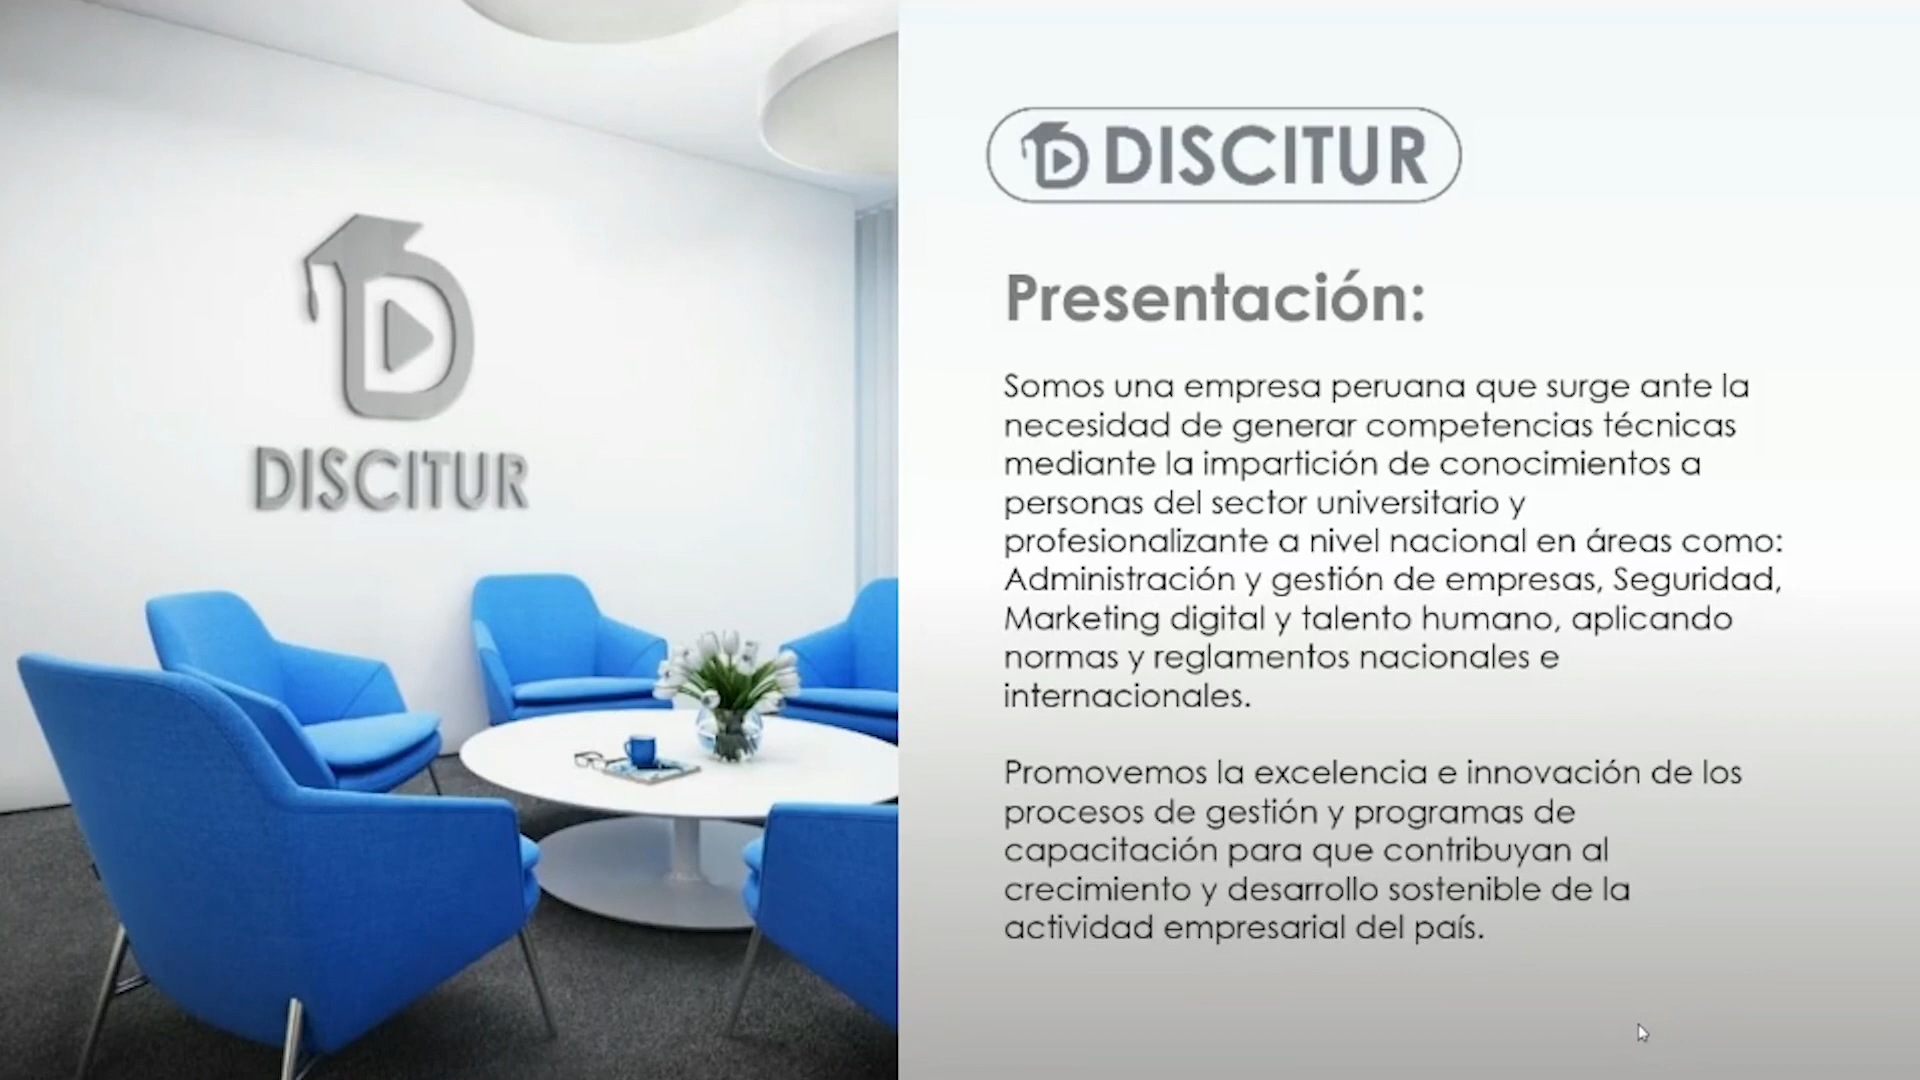 DISCITUR
DISCITUR
Presentación:
Somos una empresa peruana que surge ante la
necesidad de generar competencias técnicas
mediante la impartición de conocimientos a
personas del sector universitario y
profesionalizante a nivel nacional en áreas como:
Administración y gestión de empresas, Seguridad,
Marketing digital y talento humano, aplicando
normas y reglamentos nacionales e
internacionales.
Promovemos la excelencia e innovación de los
procesos de gestión y programas de
capacitación para que contribuyan al
crecimiento y desarrollo sostenible de la
actividad empresarial del país.